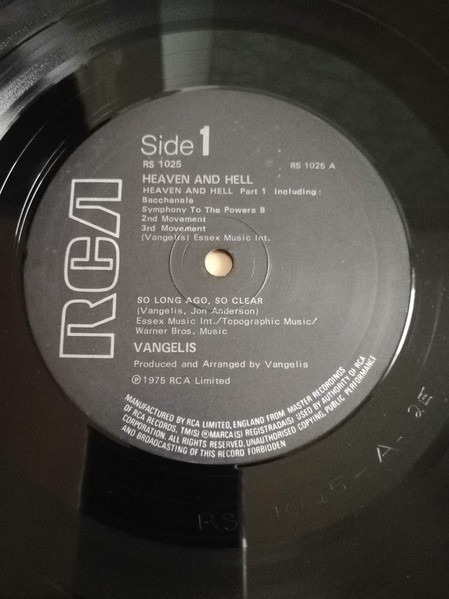 Side 1
RS 1025
RS 1025 A
HEAVEN AND HELL
HEAVEN AND HELL Part 1 Including:
Bacchanale
Symphony To The Powers B
2nd Movement
3rd Movement
(Vangelis) Essex Music Int.
RCA
SO LONG AGO, SO CLEAR
(Vangelis, Jon Anderson)
Essex Music Int./Topographic Music/
Warner Bros. Music
VANGELIS
Produced and Arranged by Vangelis
℗1975 RCA Limited
MANUFACTURED BY RCA LIMITED, ENGLAND FROM MASTER RECORDINGS
OF RCA RECORDS, TM(S) ®MARCA(S) REGISTRADA(S) USED BY AUTHORITY OF RCA
CORPORATION. ALL RIGHTS RESERVED. UNAUTHORISED COPYING, PUBLIC PERFORMANCE
AND BROADCASTING OF THIS RECORD FORBIDDEN
RS 1025-A-2E